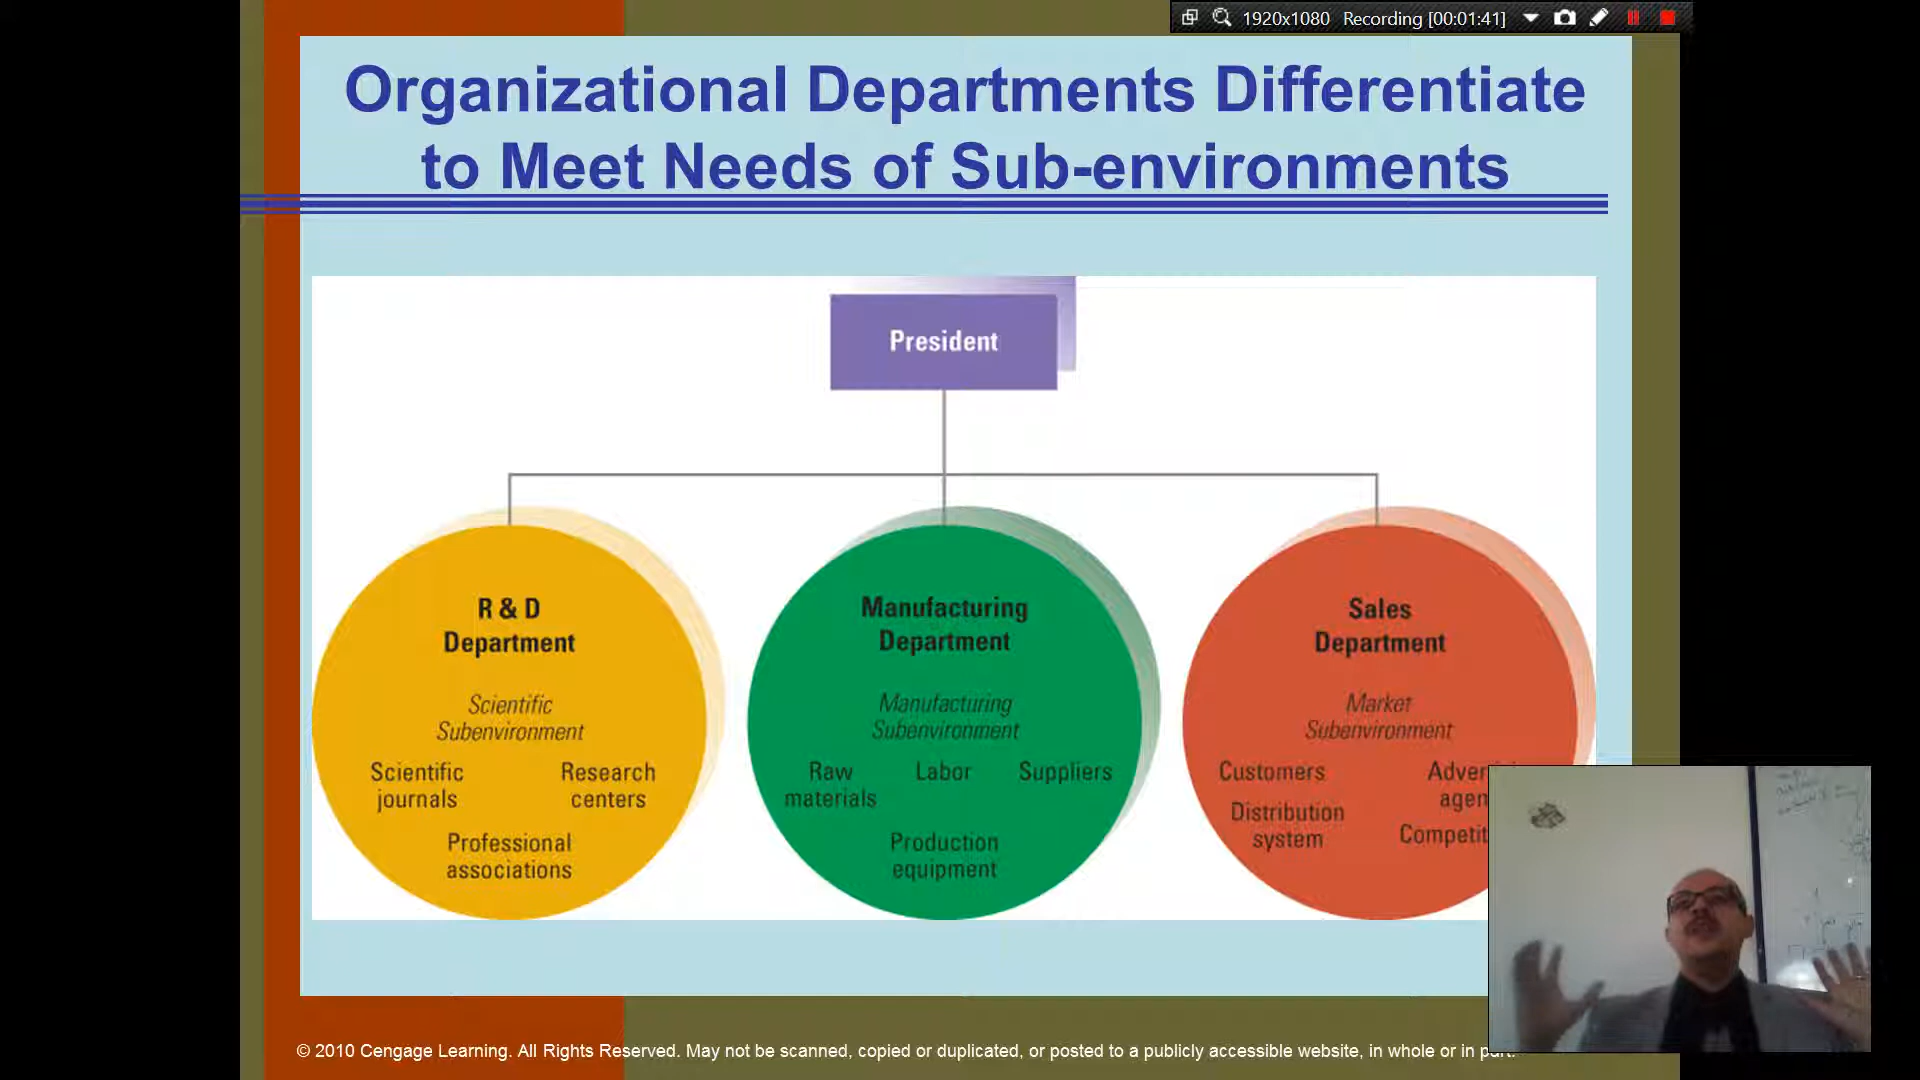 1920x1080 Recording [00:01:41]
Organizational Departments Differentiate
to Meet Needs of Sub-environments
President
R & D
Department
Scientific
Subenvironment
Scientific
journals
Research
centers
Professional
associations
Manufacturing
Department
Manufacturing
Subenvironment
Raw
materials
Labor
Suppliers
Production
equipment
Sales
Department
Market
Subenvironment
Customers
Distribution
system
© 2010 Cengage Learning. All Rights Reserved. May not be scanned, copied or duplicated, or posted to a publicly accessible website, in whole or in part.